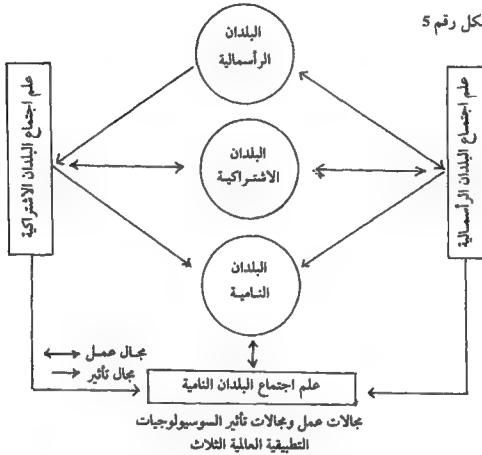 كل رقم 5
البلدان
الرأسمالية
علم اجتماع البلدان الرأسمالية
البلدان
الاشتراكية
علم اجتماع البلدان الاشتراكية
البلدان
النامية
مجال عمل
مجال تأثير
علم اجتماع البلدان النامية
مجالات عمل ومجالات تأثير السوسيولوجيات
التطبيقية العالمية الثلاث